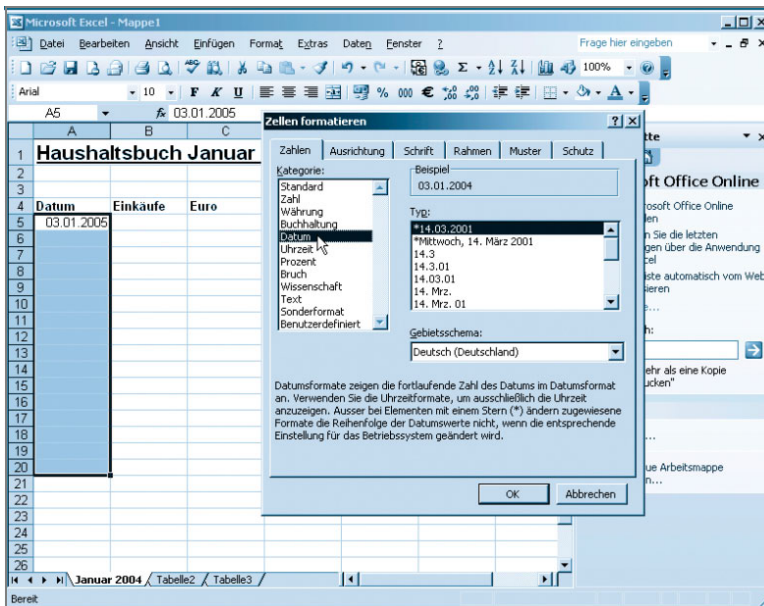 Microsoft Excel - Mappe1
Datei Bearbeiten Ansicht Einfügen Format Extras Daten Fenster ?
Frage hier eingeben
100%
Arial
10
F K U
000
A5
fx 03.01.2005
A B C
1 Haushaltsbuch Januar
2
3
4 Datum Einkäufe Euro
5 03.01.2005
6
7
8
9
10
11
12
13
14
15
16
17
18
19
20
21
22
23
24
25
26
Januar 2004 Tabelle2 Tabelle3
Bereit
Zellen formatieren
Zahlen Ausrichtung Schrift Rahmen Muster Schutz
Kategorie:
Standard
Zahl
Währung
Buchhaltung
Datum
Uhrzeit
Prozent
Bruch
Wissenschaft
Text
Sonderformat
Benutzerdefiniert
Beispiel
03.01.2004
Typ:
*14.03.2001
*Mittwoch, 14. März 2001
14.3
14.3.01
14.03.01
14. Mrz.
14. Mrz. 01
Gebietsschema:
Deutsch (Deutschland)
Datumsformate zeigen die fortlaufende Zahl des Datums im Datumsformat
an. Verwenden Sie die Uhrzeitformate, um ausschließlich die Uhrzeit
anzuzeigen. Ausser bei Elementen mit einem Stern (*) ändern zugewiesene
Formate die Reihenfolge der Datumswerte nicht, wenn die entsprechende
Einstellung für das Betriebssystem geändert wird.
OK Abbrechen
tte
oft Office Online
rosoft Office Online
en
n Sie die letzten
gen über die Anwendung
cel
iste automatisch vom Web
sieren
e...
h:
ehr als eine Kopie
ucken"
...
ue Arbeitsmappe
n...